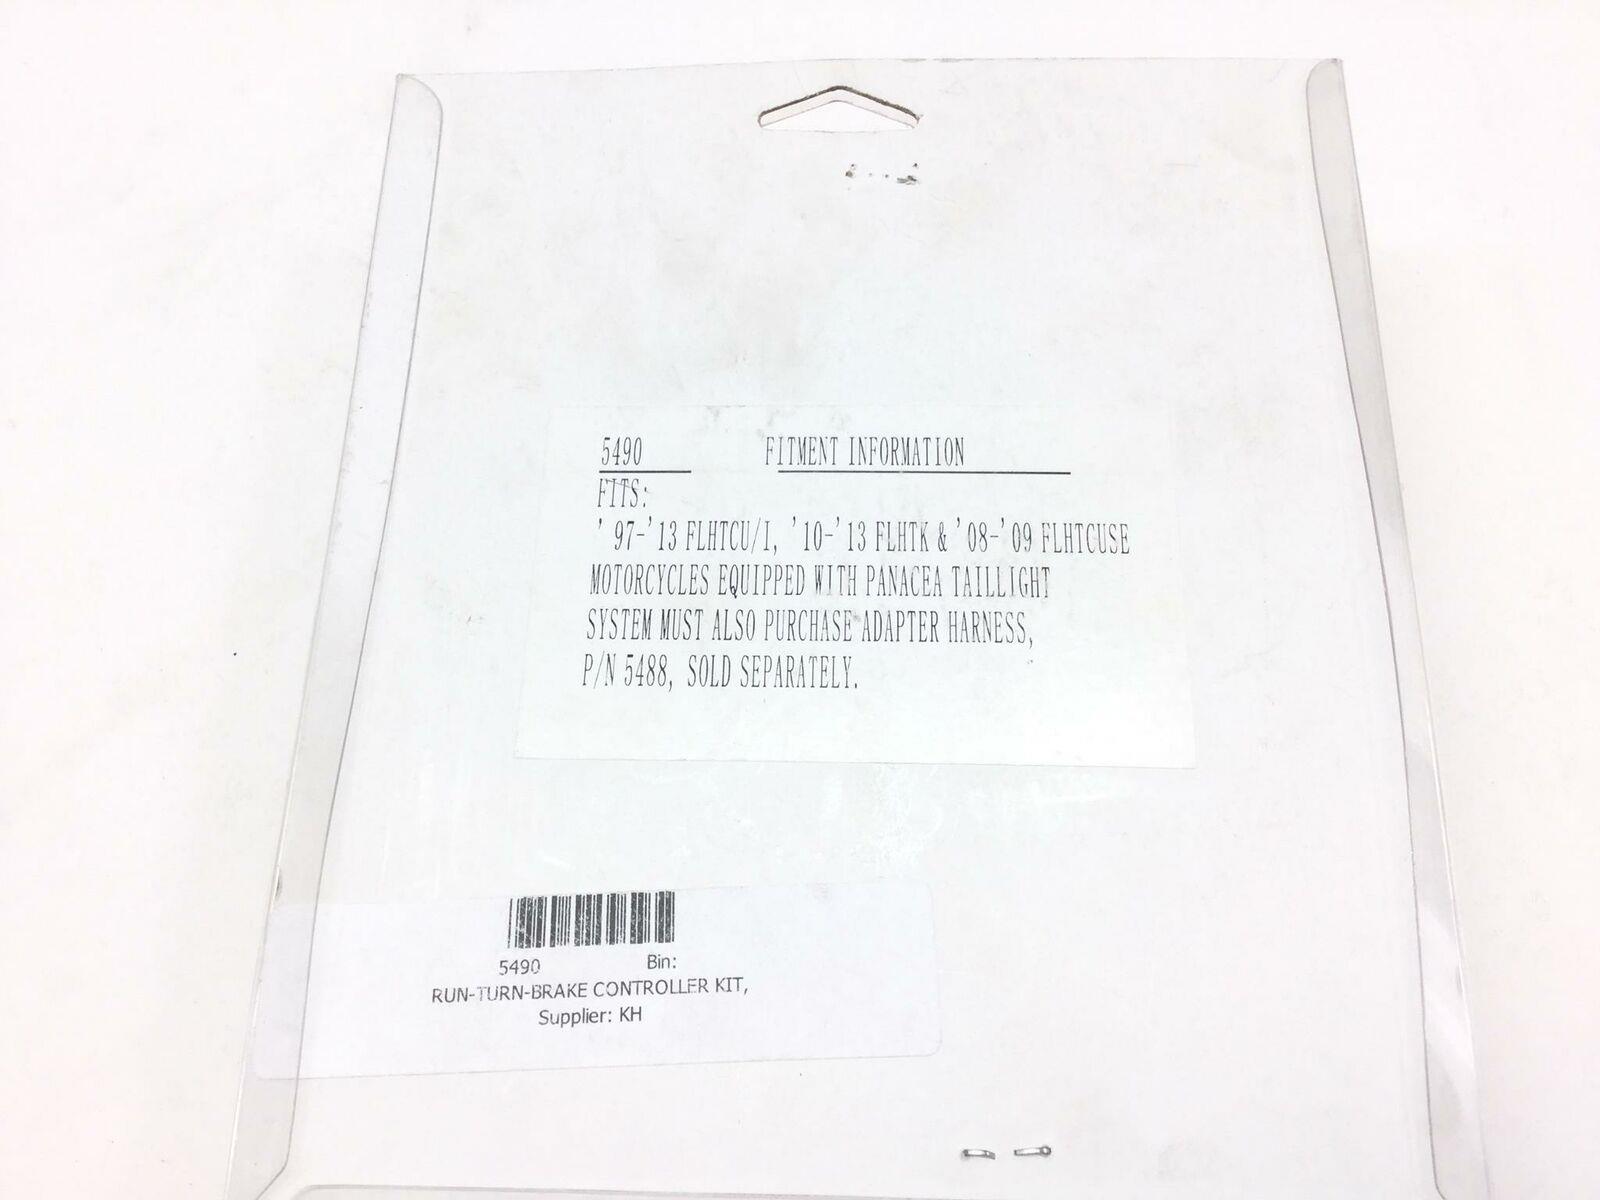 5490 FITMENT INFORMATION
FITS:
'97-'13 FLHTCU/I, '10-'13 FLHTK & '08-'09 FLHTCUSE
MOTORCYCLES EQUIPPED WITH PANACEA TAILLIGHT
SYSTEM MUST ALSO PURCHASE ADAPTER HARNESS,
P/N 5488, SOLD SEPARATELY.
5490 Bin:
RUN-TURN-BRAKE CONTROLLER KIT,
Supplier: KH